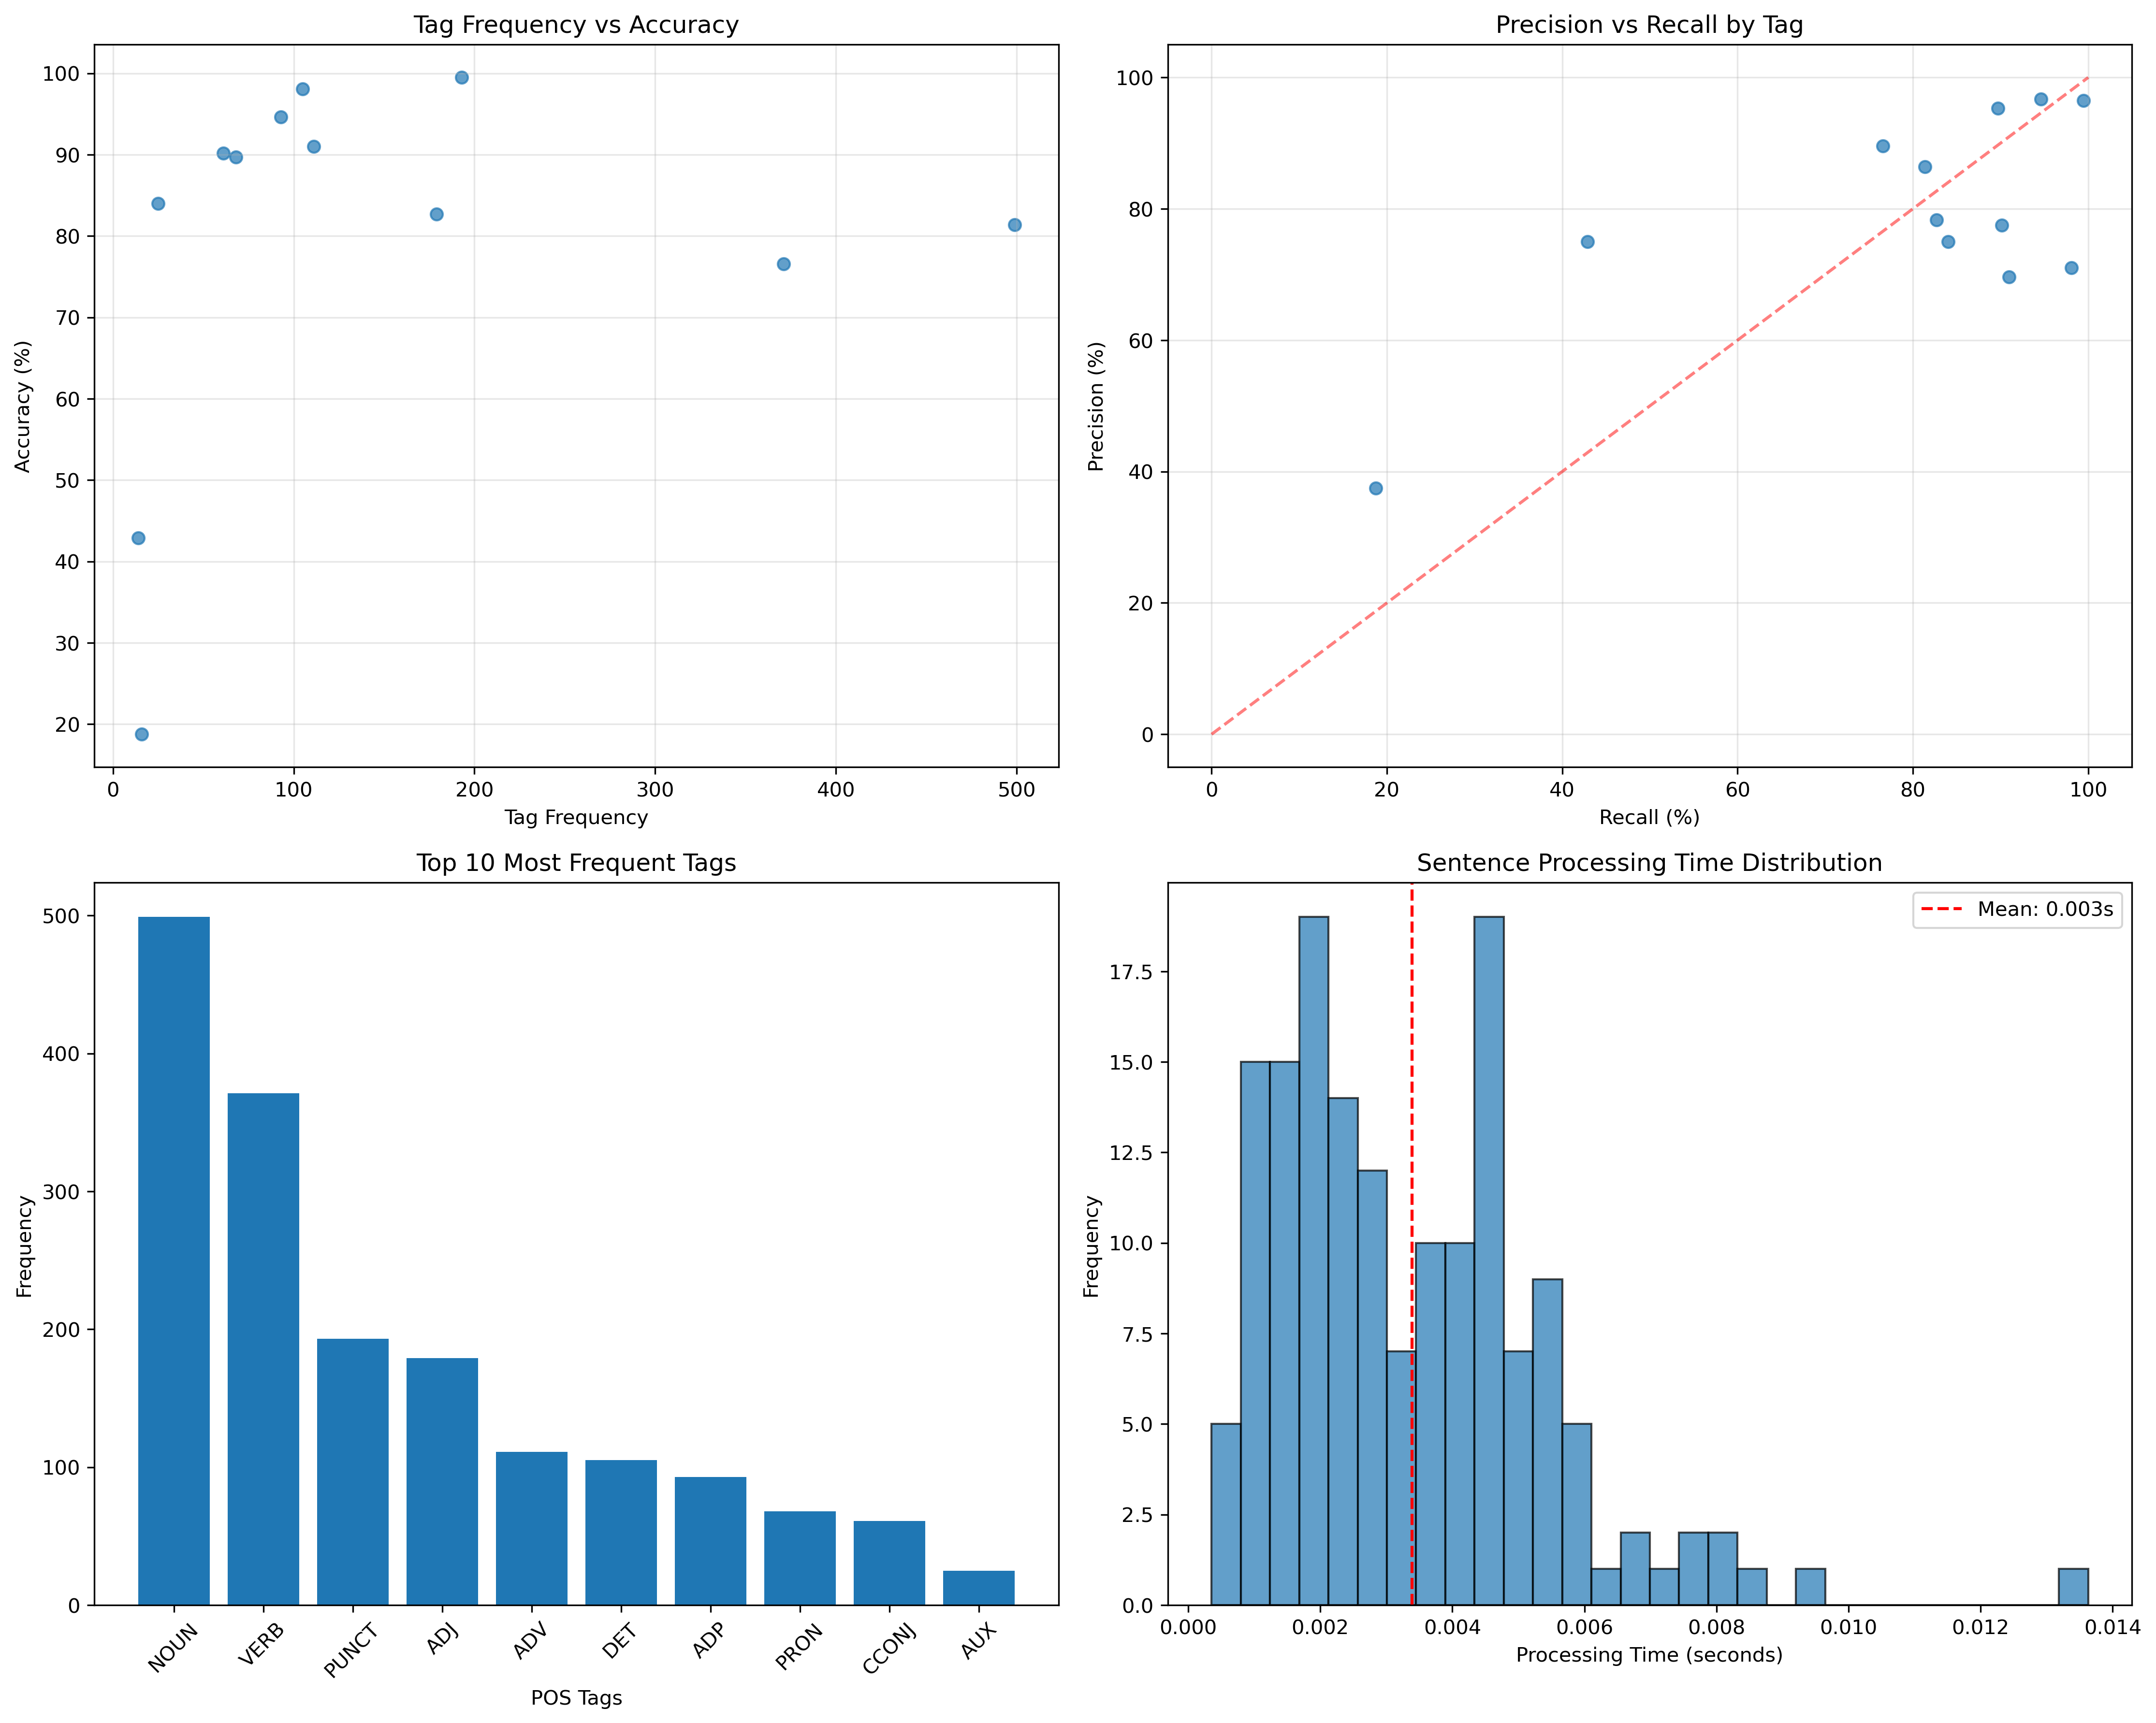 Tag Frequency vs Accuracy
Accuracy (%)
100
90
80
70
60
50
40
30
20
0 100 200 300 400 500
Tag Frequency
Precision vs Recall by Tag
Precision (%)
100
80
60
40
20
0
0 20 40 60 80 100
Recall (%)
Top 10 Most Frequent Tags
Frequency
500
400
300
200
100
0
NOUN VERB PUNCT ADJ ADV DET ADP PRON CCONJ AUX
POS Tags
Sentence Processing Time Distribution
Mean: 0.003s
Frequency
17.5
15.0
12.5
10.0
7.5
5.0
2.5
0.0
0.000 0.002 0.004 0.006 0.008 0.010 0.012 0.014
Processing Time (seconds)